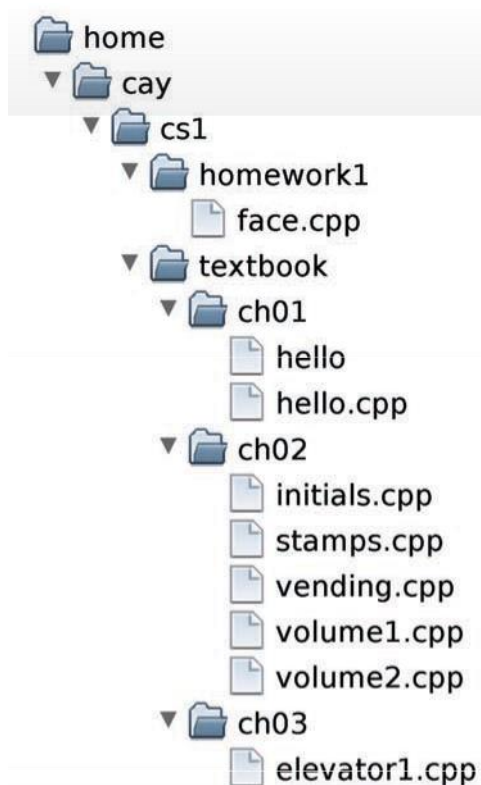 home
cay
cs1
homework1
face.cpp
textbook
ch01
hello
hello.cpp
ch02
initials.cpp
stamps.cpp
vending.cpp
volume1.cpp
volume2.cpp
ch03
elevator1.cpp